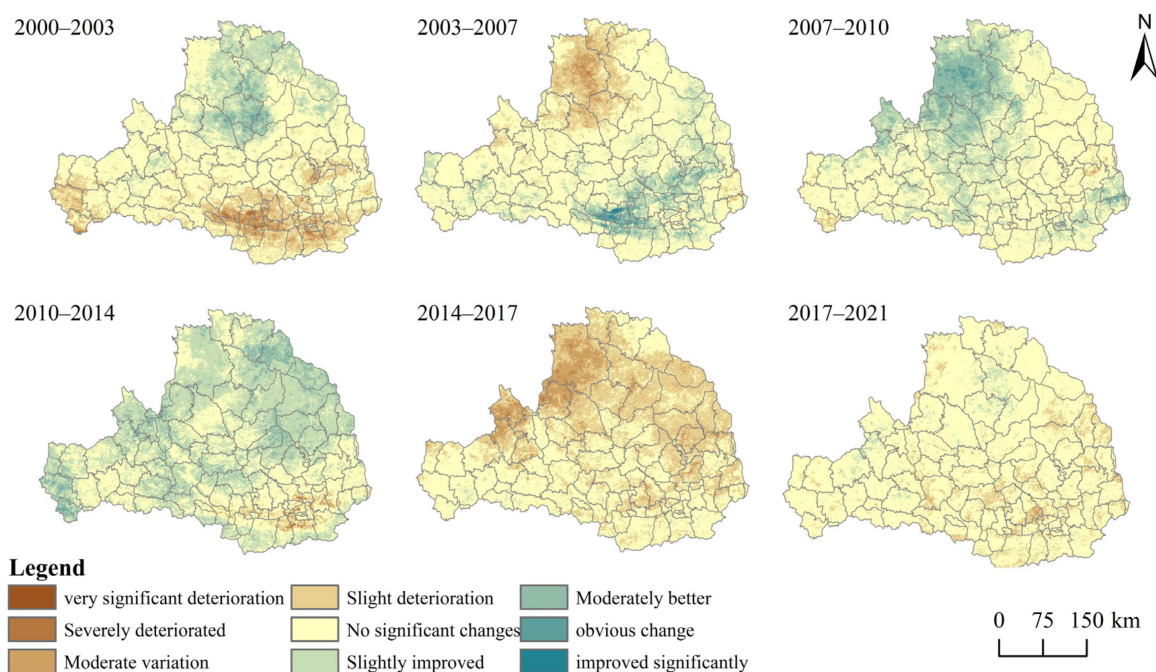 2000–2003
2003–2007
2007–2010
N
2010–2014
2014–2017
2017–2021
Legend
very significant deterioration
Severely deteriorated
Moderate variation
Slight deterioration
No significant changes
Slightly improved
Moderately better
obvious change
improved significantly
0 75 150 km